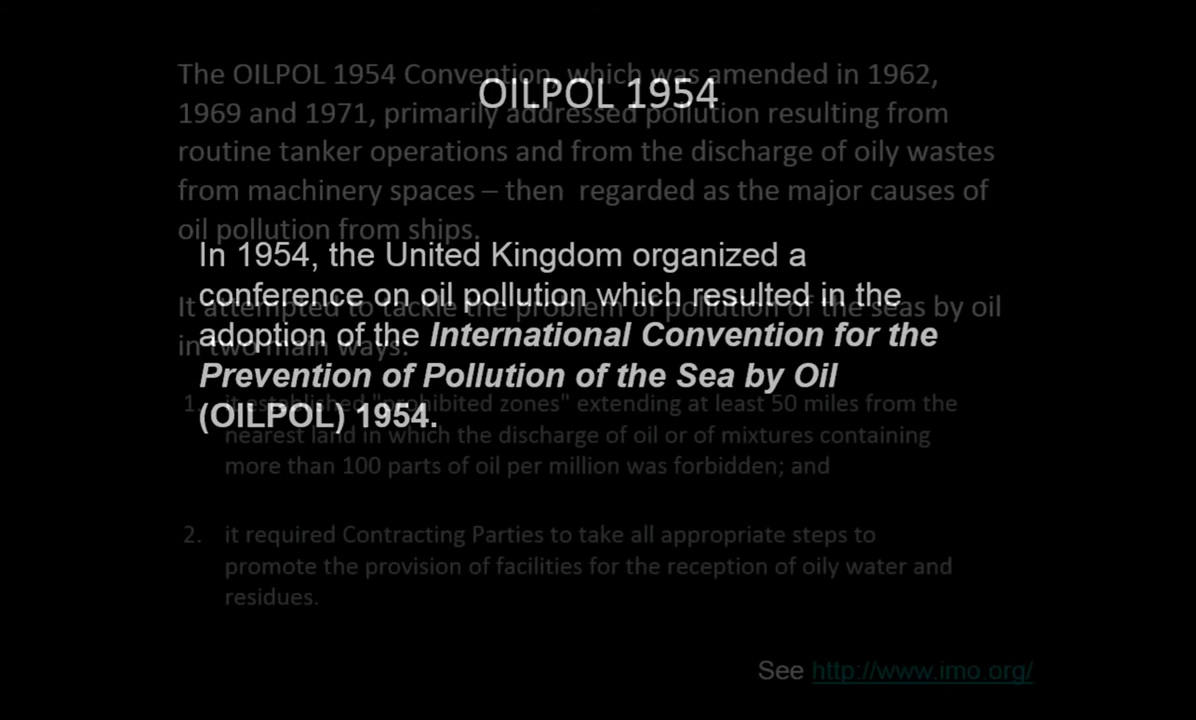 OILPOL 1954
In 1954, the United Kingdom organized a
conference on oil pollution which resulted in the
adoption of the International Convention for the
Prevention of Pollution of the Sea by Oil
(OILPOL) 1954.
The OILPOL 1954 Convention, which was amended in 1962,
1969 and 1971, primarily addressed pollution resulting from
routine tanker operations and from the discharge of oily wastes
from machinery spaces – then regarded as the major causes of
oil pollution from ships.
It attempted to tackle the problem of pollution of the seas by oil
in two main ways:
1. it established "prohibited zones" extending at least 50 miles from the
nearest land in which the discharge of oil or of mixtures containing
more than 100 parts of oil per million was forbidden; and
2. it required Contracting Parties to take all appropriate steps to
promote the provision of facilities for the reception of oily water and
residues.
See http://www.imo.org/